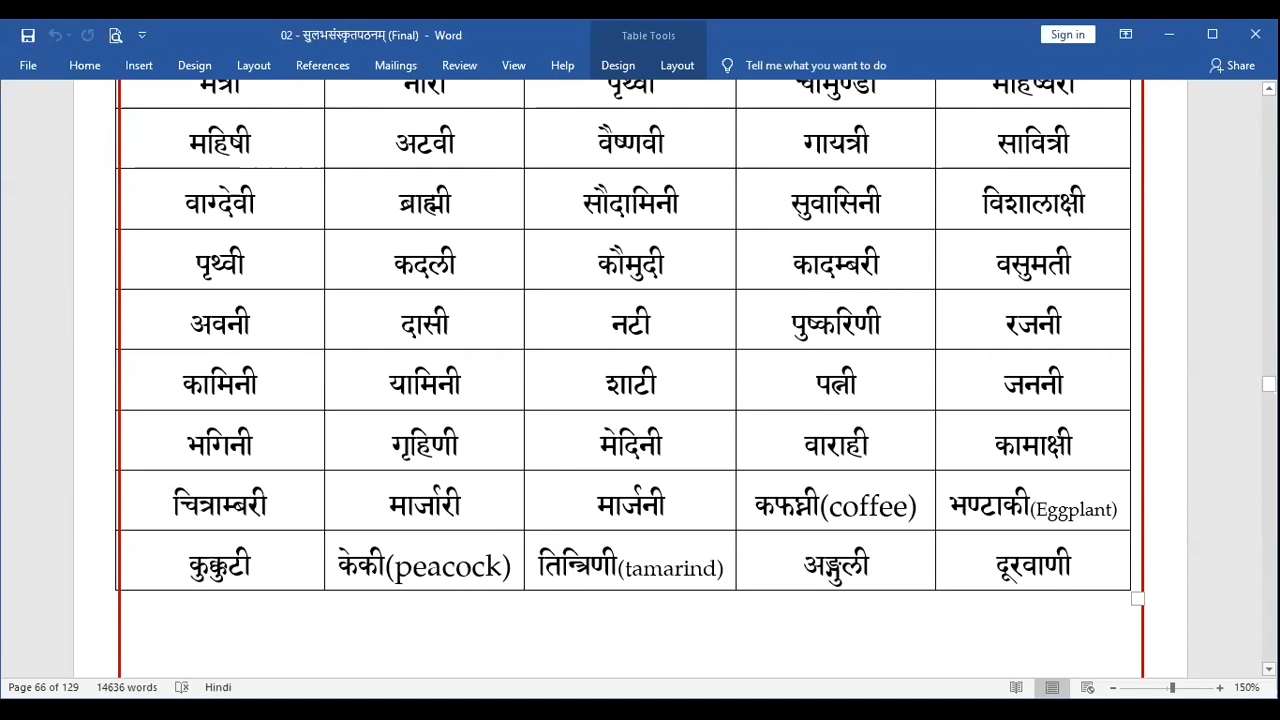 02 - सुलभसंस्कृतपठनम् (Final) - Word
Table Tools
Sign in
File Home Insert Design Layout References Mailings Review View Help Design Layout Tell me what you want to do Share
नारी पृथ्वी चामुण्डी
महिषी अटवी वैष्णवी गायत्री सावित्री
वाग्देवी ब्राह्मी सौदामिनी सुवासिनी विशालाक्षी
पृथ्वी कदली कौमुदी कादम्बरी वसुमती
अवनी दासी नटी पुष्करिणी रजनी
कामिनी यामिनी शाटी पत्नी जननी
भगिनी गृहिणी मेदिनी वाराही कामाक्षी
चित्राम्बरी मार्जारी मार्जनी कफघ्नी(coffee) भण्टाकी(Eggplant)
कुक्कुटी केकी(peacock) तिन्त्रिणी(tamarind) अङ्गुली दूरवाणी
Page 66 of 129 14636 words Hindi 150%